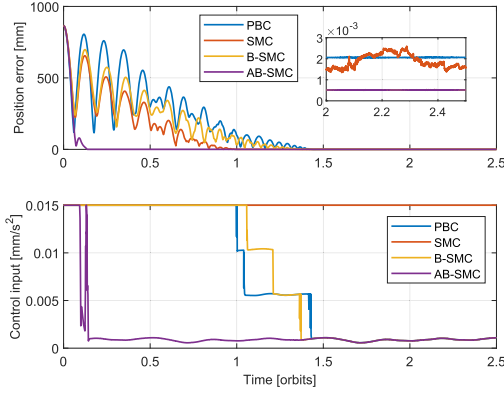 1000
500
0
Position error [mm]
PBC
SMC
B-SMC
AB-SMC
×10⁻³
3
2
1
0
2 2.2 2.4
0 0.5 1 1.5 2 2.5
0.015
0.01
0.005
0
Control input [mm/s²]
PBC
SMC
B-SMC
AB-SMC
0 0.5 1 1.5 2 2.5
Time [orbits]